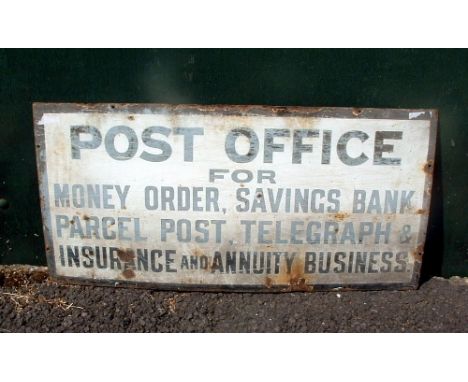 POST OFFICE
FOR
MONEY ORDER, SAVINGS BANK
PARCEL POST, TELEGRAPH &
INSURANCE AND ANNUITY BUSINESS.